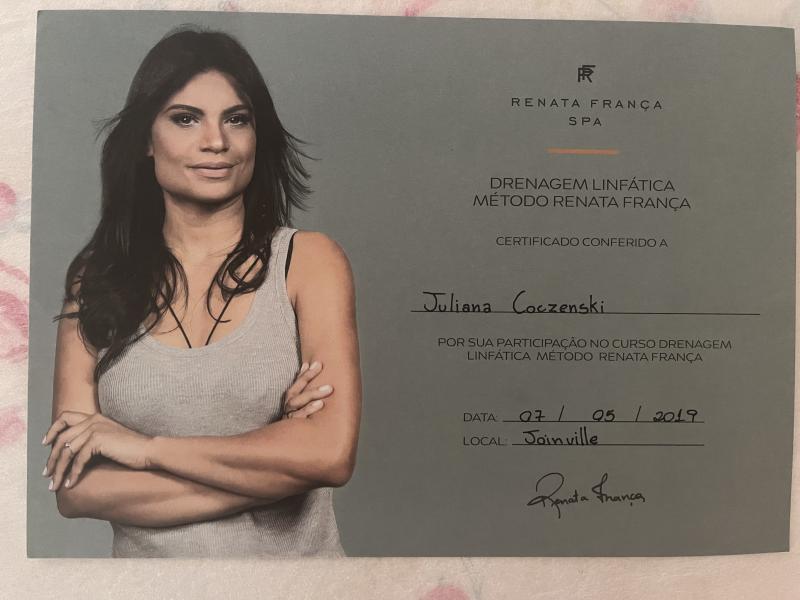 RF
RENATA FRANÇA
SPA
DRENAGEM LINFÁTICA
MÉTODO RENATA FRANÇA
CERTIFICADO CONFERIDO A
Juliana Coczenski
POR SUA PARTICIPAÇÃO NO CURSO DRENAGEM
LINFÁTICA MÉTODO RENATA FRANÇA
DATA: 07 / 05 / 2019
LOCAL: Joinville
Renata França